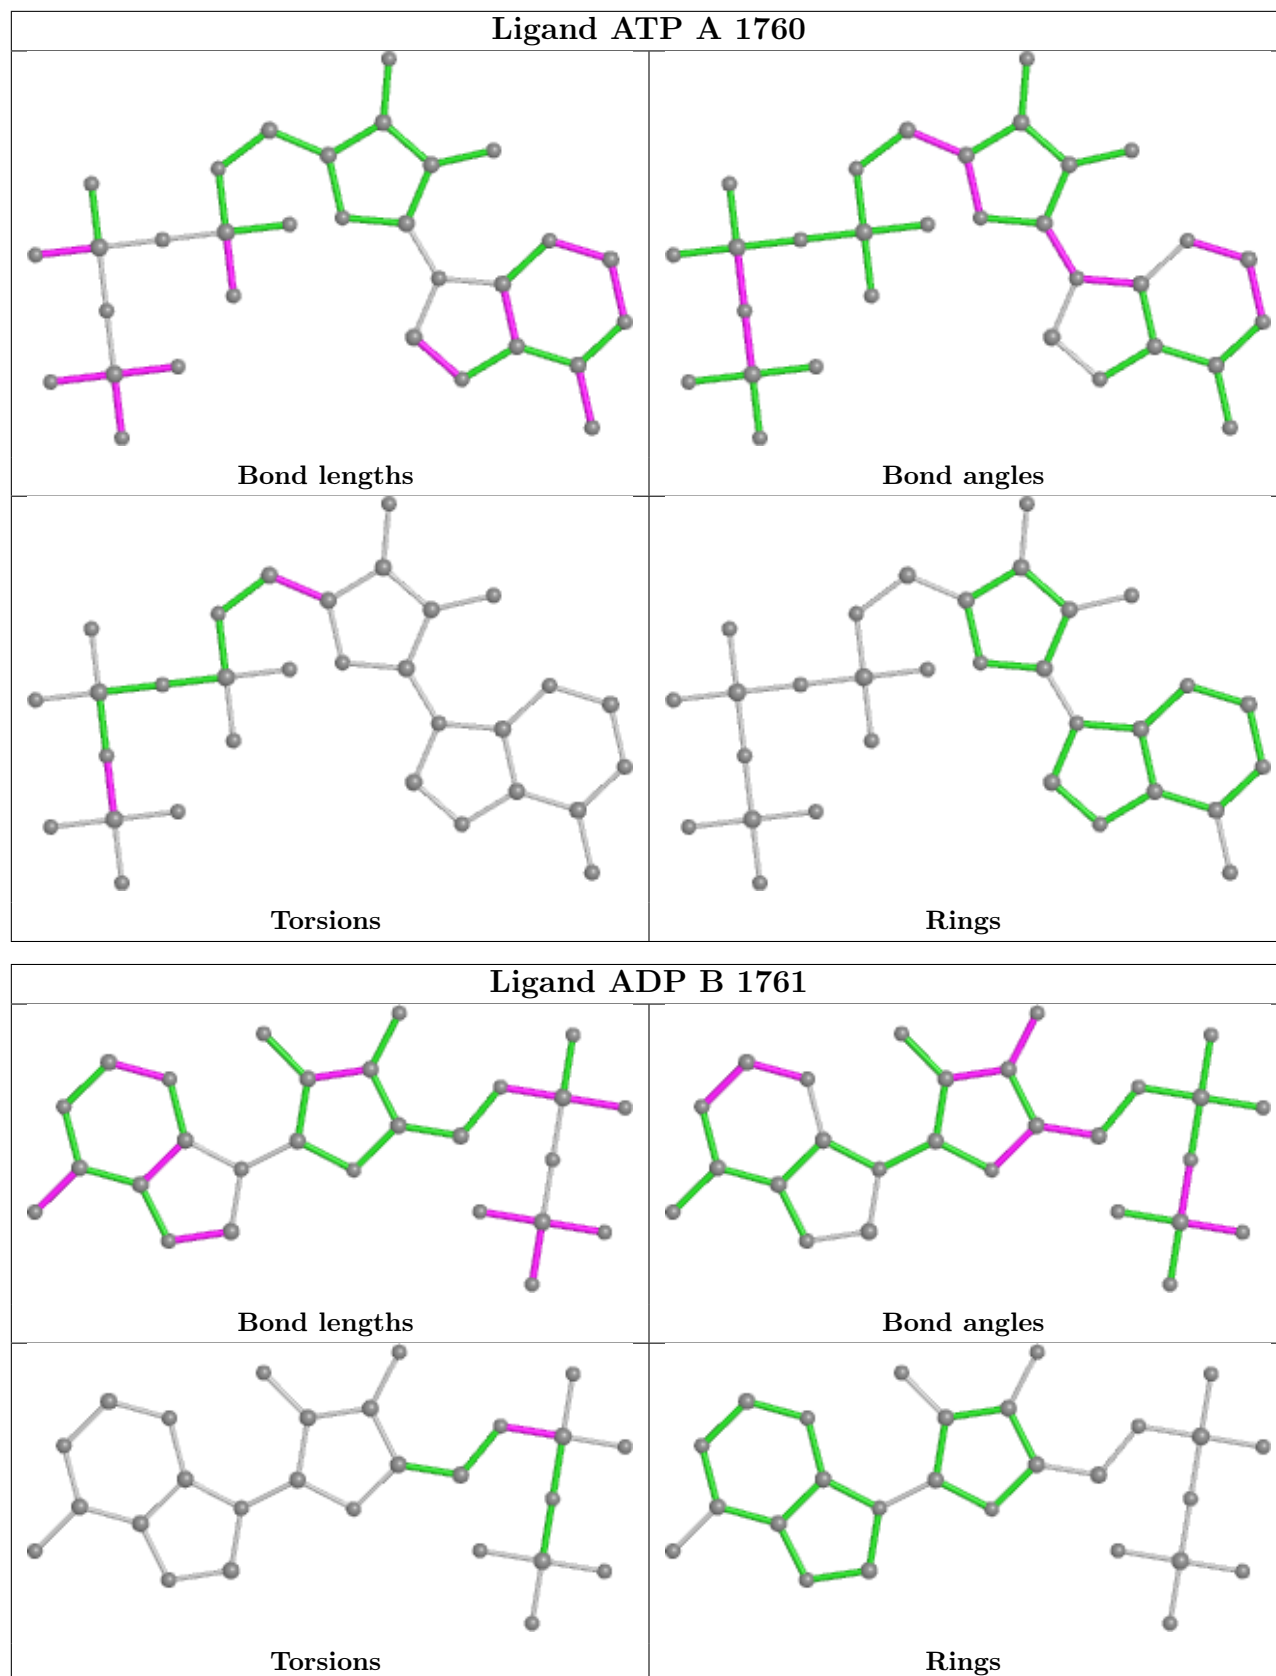 Ligand ATP A 1760
Bond lengths
Bond angles
Torsions
Rings
Ligand ADP B 1761
Bond lengths
Bond angles
Torsions
Rings